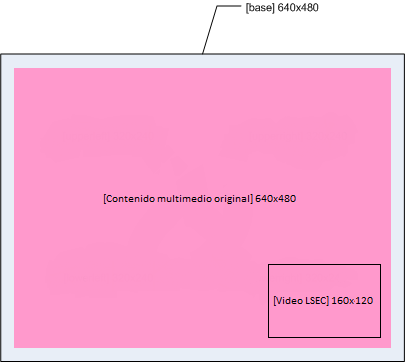 [base] 640x480
[Contenido multimedio original] 640x480
[Video LSEC] 160x120